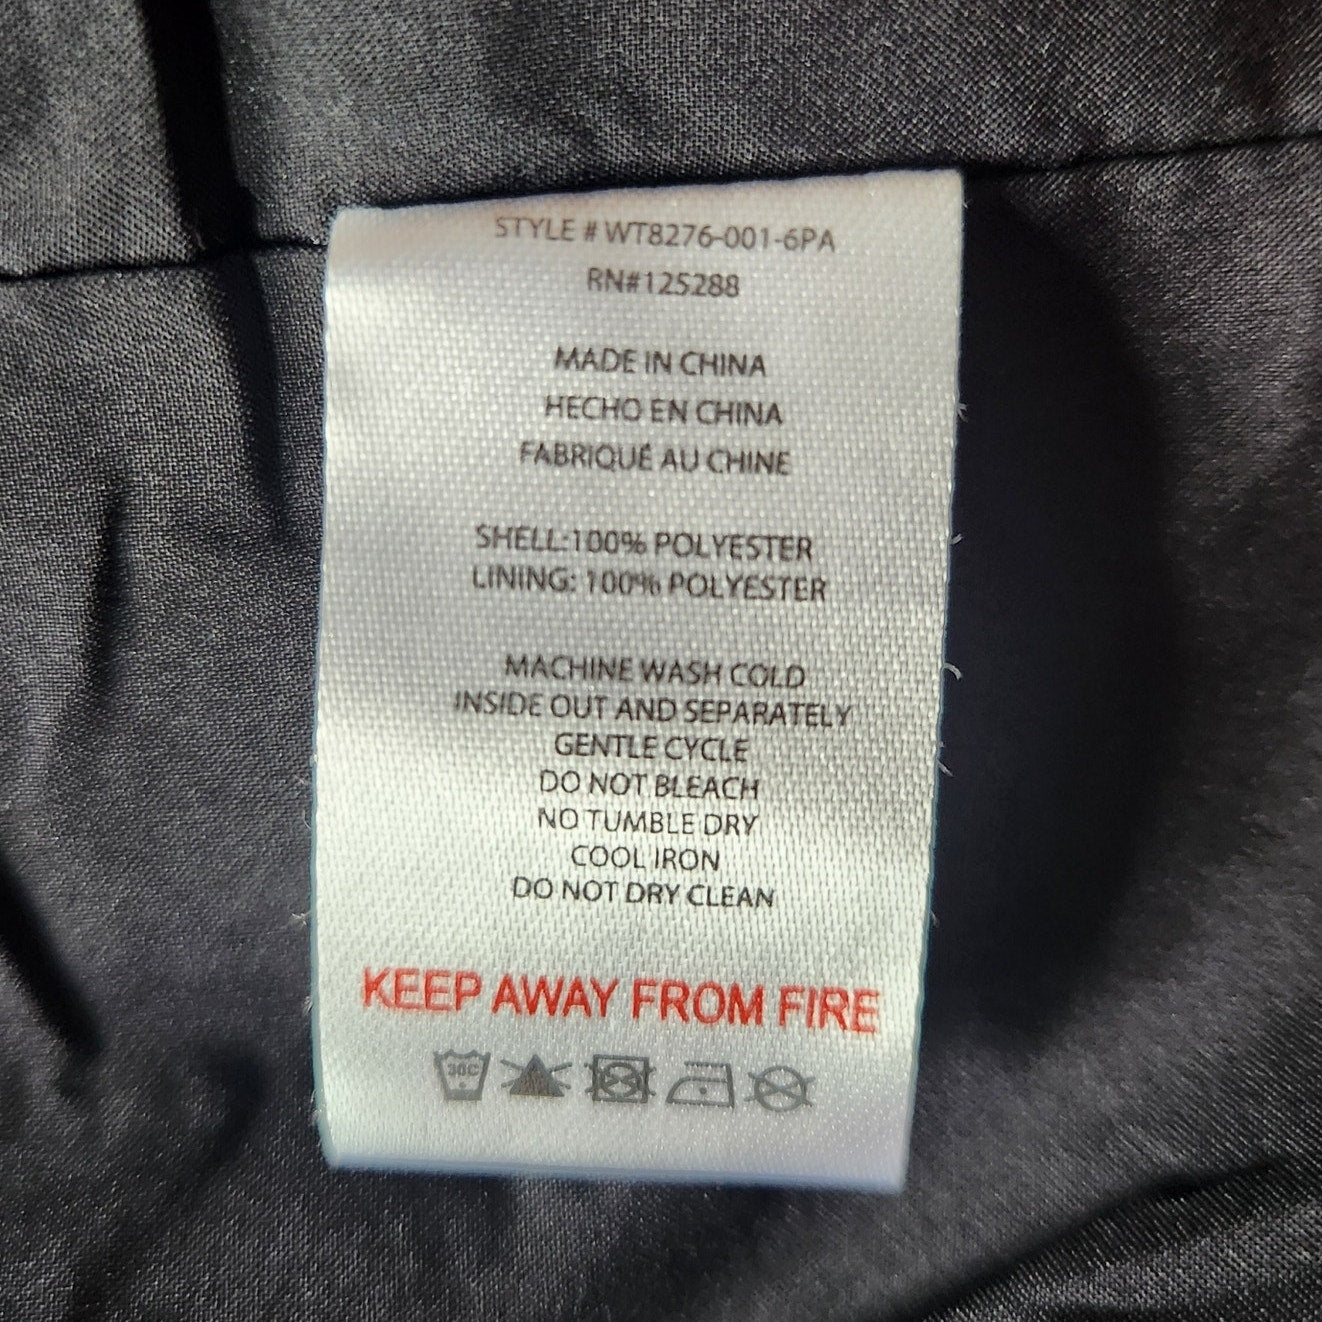 STYLE # WT8276-001-6PA
RN#125288
MADE IN CHINA
HECHO EN CHINA
FABRIQUÉ AU CHINE
SHELL:100% POLYESTER
LINING: 100% POLYESTER
MACHINE WASH COLD
INSIDE OUT AND SEPARATELY
GENTLE CYCLE
DO NOT BLEACH
NO TUMBLE DRY
COOL IRON
DO NOT DRY CLEAN
KEEP AWAY FROM FIRE
30C